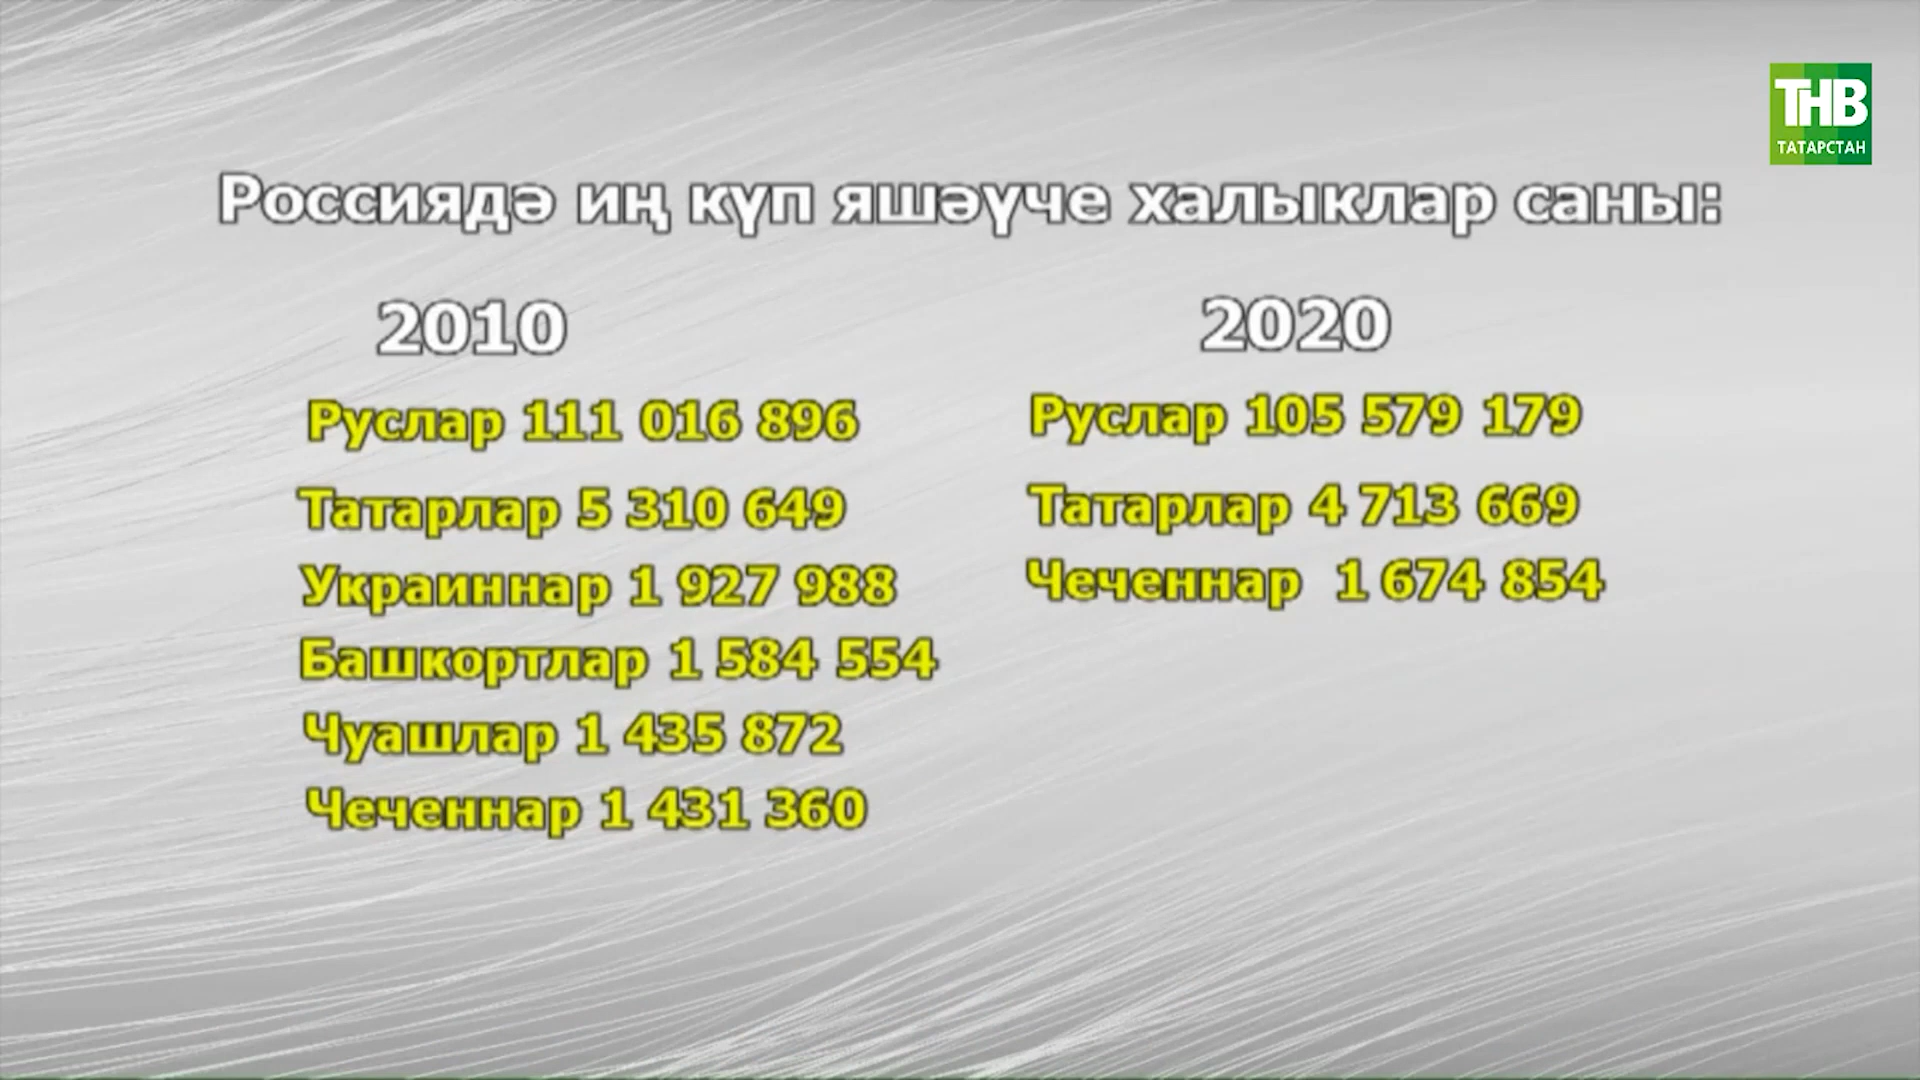 ТНВ
ТАТАРСТАН
Россиядә иң күп яшәүче халыклар саны:
2010
Руслар 111 016 896
Татарлар 5 310 649
Украиннар 1 927 988
Башкортлар 1 584 554
Чуашлар 1 435 872
Чеченнар 1 431 360
2020
Руслар 105 579 179
Татарлар 4 713 669
Чеченнар 1 674 854